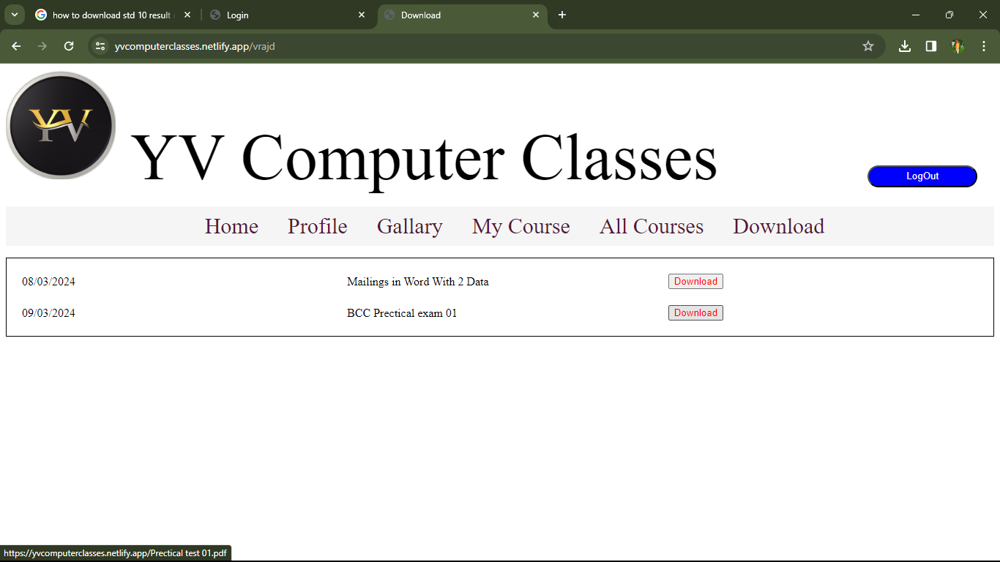 how to download std 10 result
Login
Download
yvcomputerclasses.netlify.app/vrajd
YV
YV Computer Classes
LogOut
Home Profile Gallary My Course All Courses Download
08/03/2024 Mailings in Word With 2 Data Download
09/03/2024 BCC Prectical exam 01 Download
https://yvcomputerclasses.netlify.app/Prectical test 01.pdf